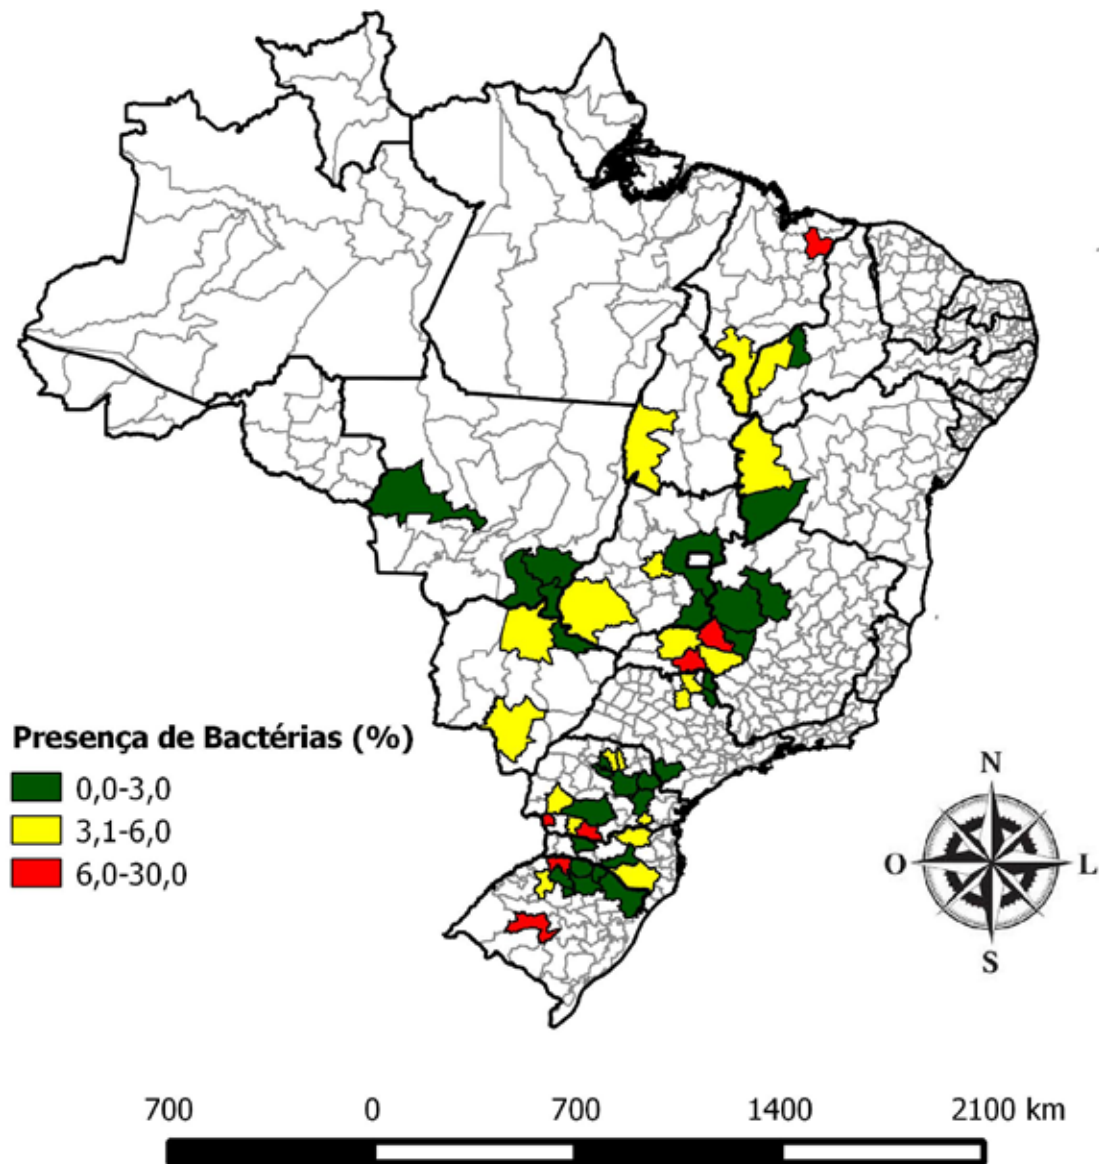 Presença de Bactérias (%)
0,0-3,0
3,1-6,0
6,0-30,0
N
O
L
S
700 0 700 1400 2100 km